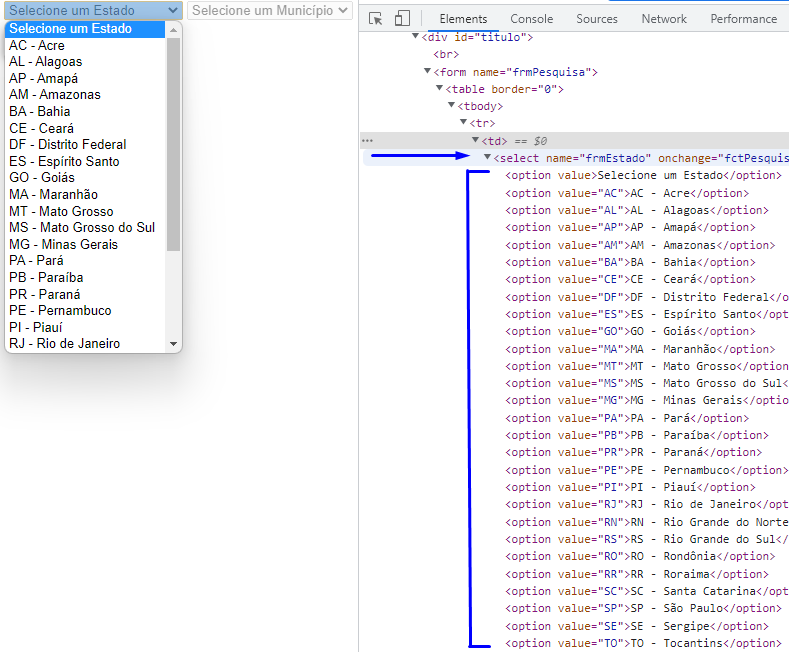 Selecione um Estado
Selecione um Município
Selecione um Estado
AC - Acre
AL - Alagoas
AP - Amapá
AM - Amazonas
BA - Bahia
CE - Ceará
DF - Distrito Federal
ES - Espírito Santo
GO - Goiás
MA - Maranhão
MT - Mato Grosso
MS - Mato Grosso do Sul
MG - Minas Gerais
PA - Pará
PB - Paraíba
PR - Paraná
PE - Pernambuco
PI - Piauí
RJ - Rio de Janeiro
Elements Console Sources Network Performance
<div id="titulo">
<br>
<form name="frmPesquisa">
<table border="0">
<tbody>
<tr>
<td> == $0
<select name="frmEstado" onchange="fctPesquis
<option value>Selecione um Estado</option>
<option value="AC">AC - Acre</option>
<option value="AL">AL - Alagoas</option>
<option value="AP">AP - Amapá</option>
<option value="AM">AM - Amazonas</option>
<option value="BA">BA - Bahia</option>
<option value="CE">CE - Ceará</option>
<option value="DF">DF - Distrito Federal</o
<option value="ES">ES - Espírito Santo</opt
<option value="GO">GO - Goiás</option>
<option value="MA">MA - Maranhão</option>
<option value="MT">MT - Mato Grosso</option
<option value="MS">MS - Mato Grosso do Sul<
<option value="MG">MG - Minas Gerais</optio
<option value="PA">PA - Pará</option>
<option value="PB">PB - Paraíba</option>
<option value="PR">PR - Paraná</option>
<option value="PE">PE - Pernambuco</option>
<option value="PI">PI - Piauí</option>
<option value="RJ">RJ - Rio de Janeiro</opt
<option value="RN">RN - Rio Grande do Norte
<option value="RS">RS - Rio Grande do Sul</
<option value="RO">RO - Rondônia</option>
<option value="RR">RR - Roraima</option>
<option value="SC">SC - Santa Catarina</opt
<option value="SP">SP - São Paulo</option>
<option value="SE">SE - Sergipe</option>
<option value="TO">TO - Tocantins</option>